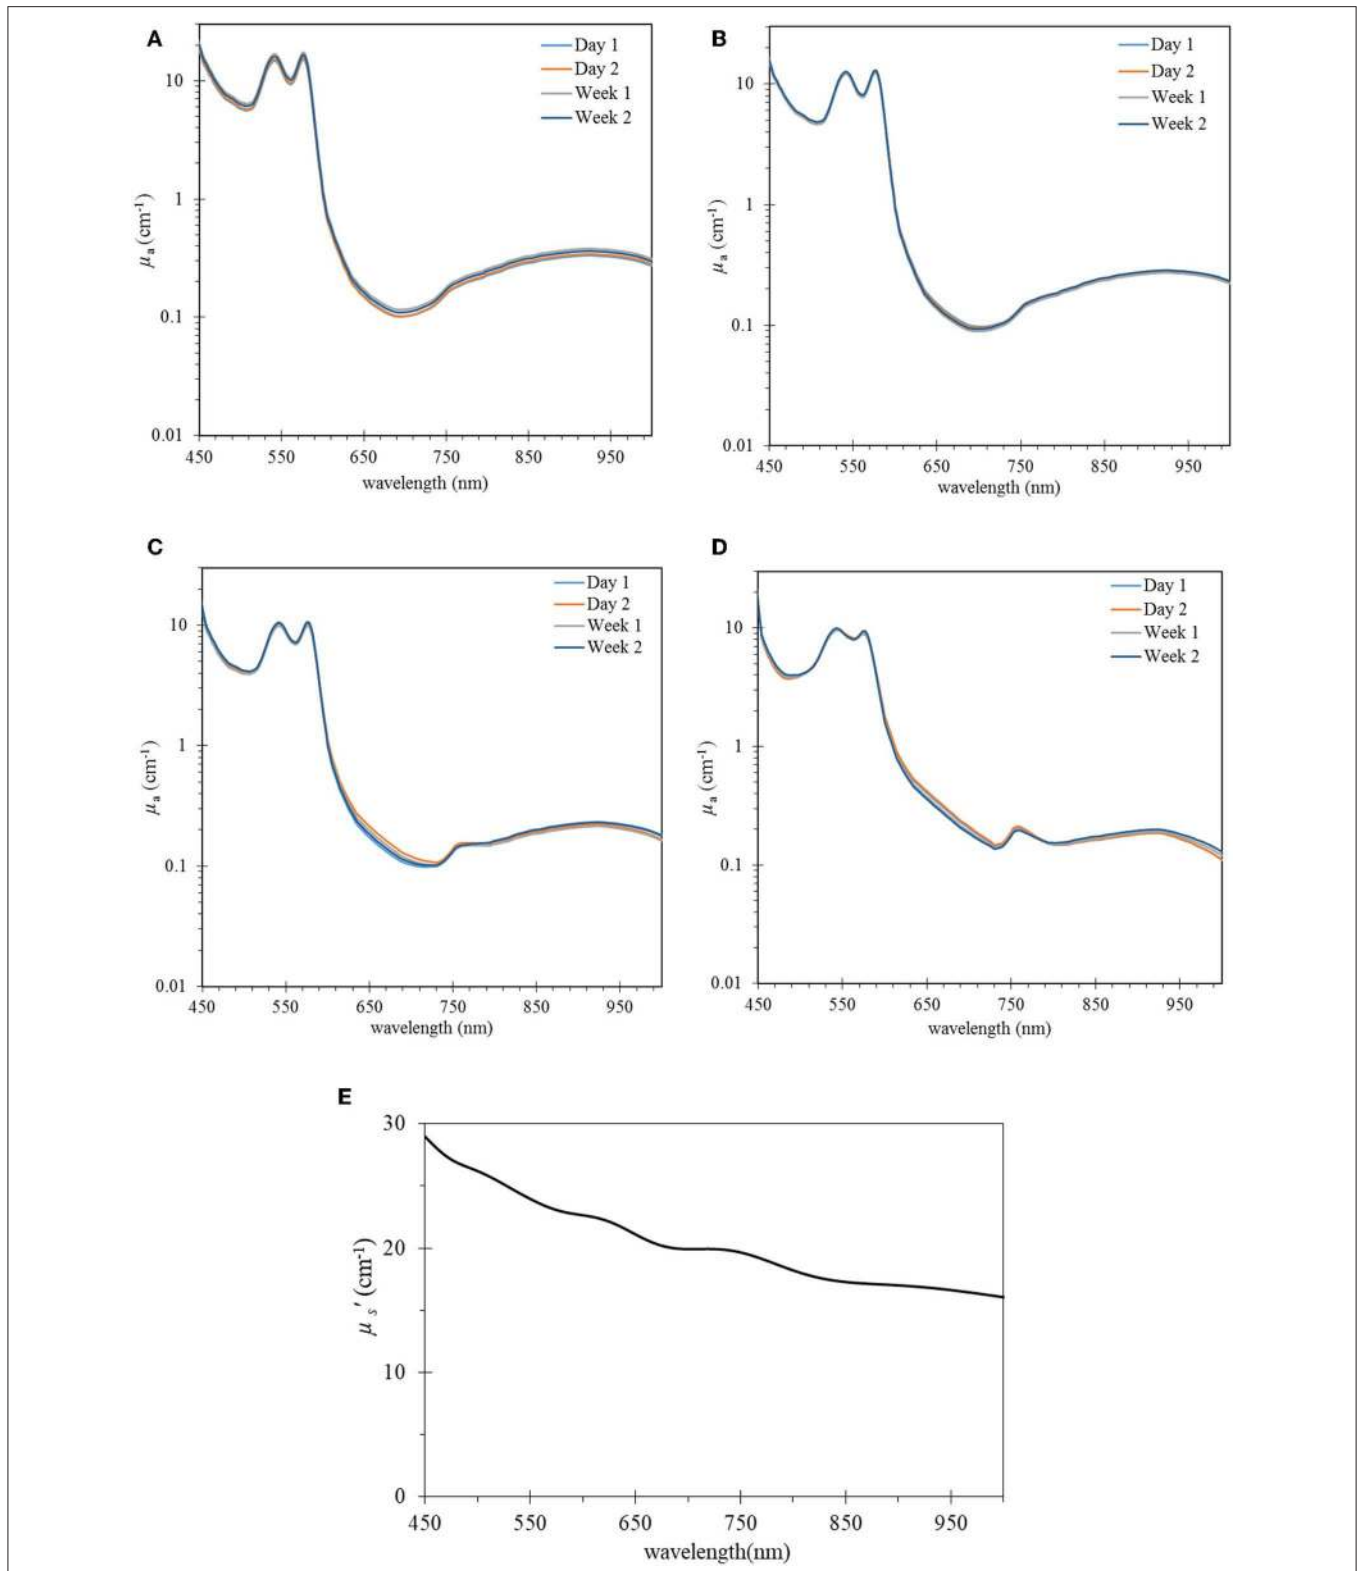 A
Day 1
Day 2
Week 1
Week 2
10
1
0.1
0.01
μa (cm-1)
450 550 650 750 850 950
wavelength (nm)
B
Day 1
Day 2
Week 1
Week 2
10
1
0.1
0.01
μa (cm-1)
450 550 650 750 850 950
wavelength (nm)
C
Day 1
Day 2
Week 1
Week 2
10
1
0.1
0.01
μa (cm-1)
450 550 650 750 850 950
wavelength (nm)
D
Day 1
Day 2
Week 1
Week 2
10
1
0.1
0.01
μa (cm-1)
450 550 650 750 850 950
wavelength (nm)
E
30
20
10
0
μs' (cm-1)
450 550 650 750 850 950
wavelength(nm)